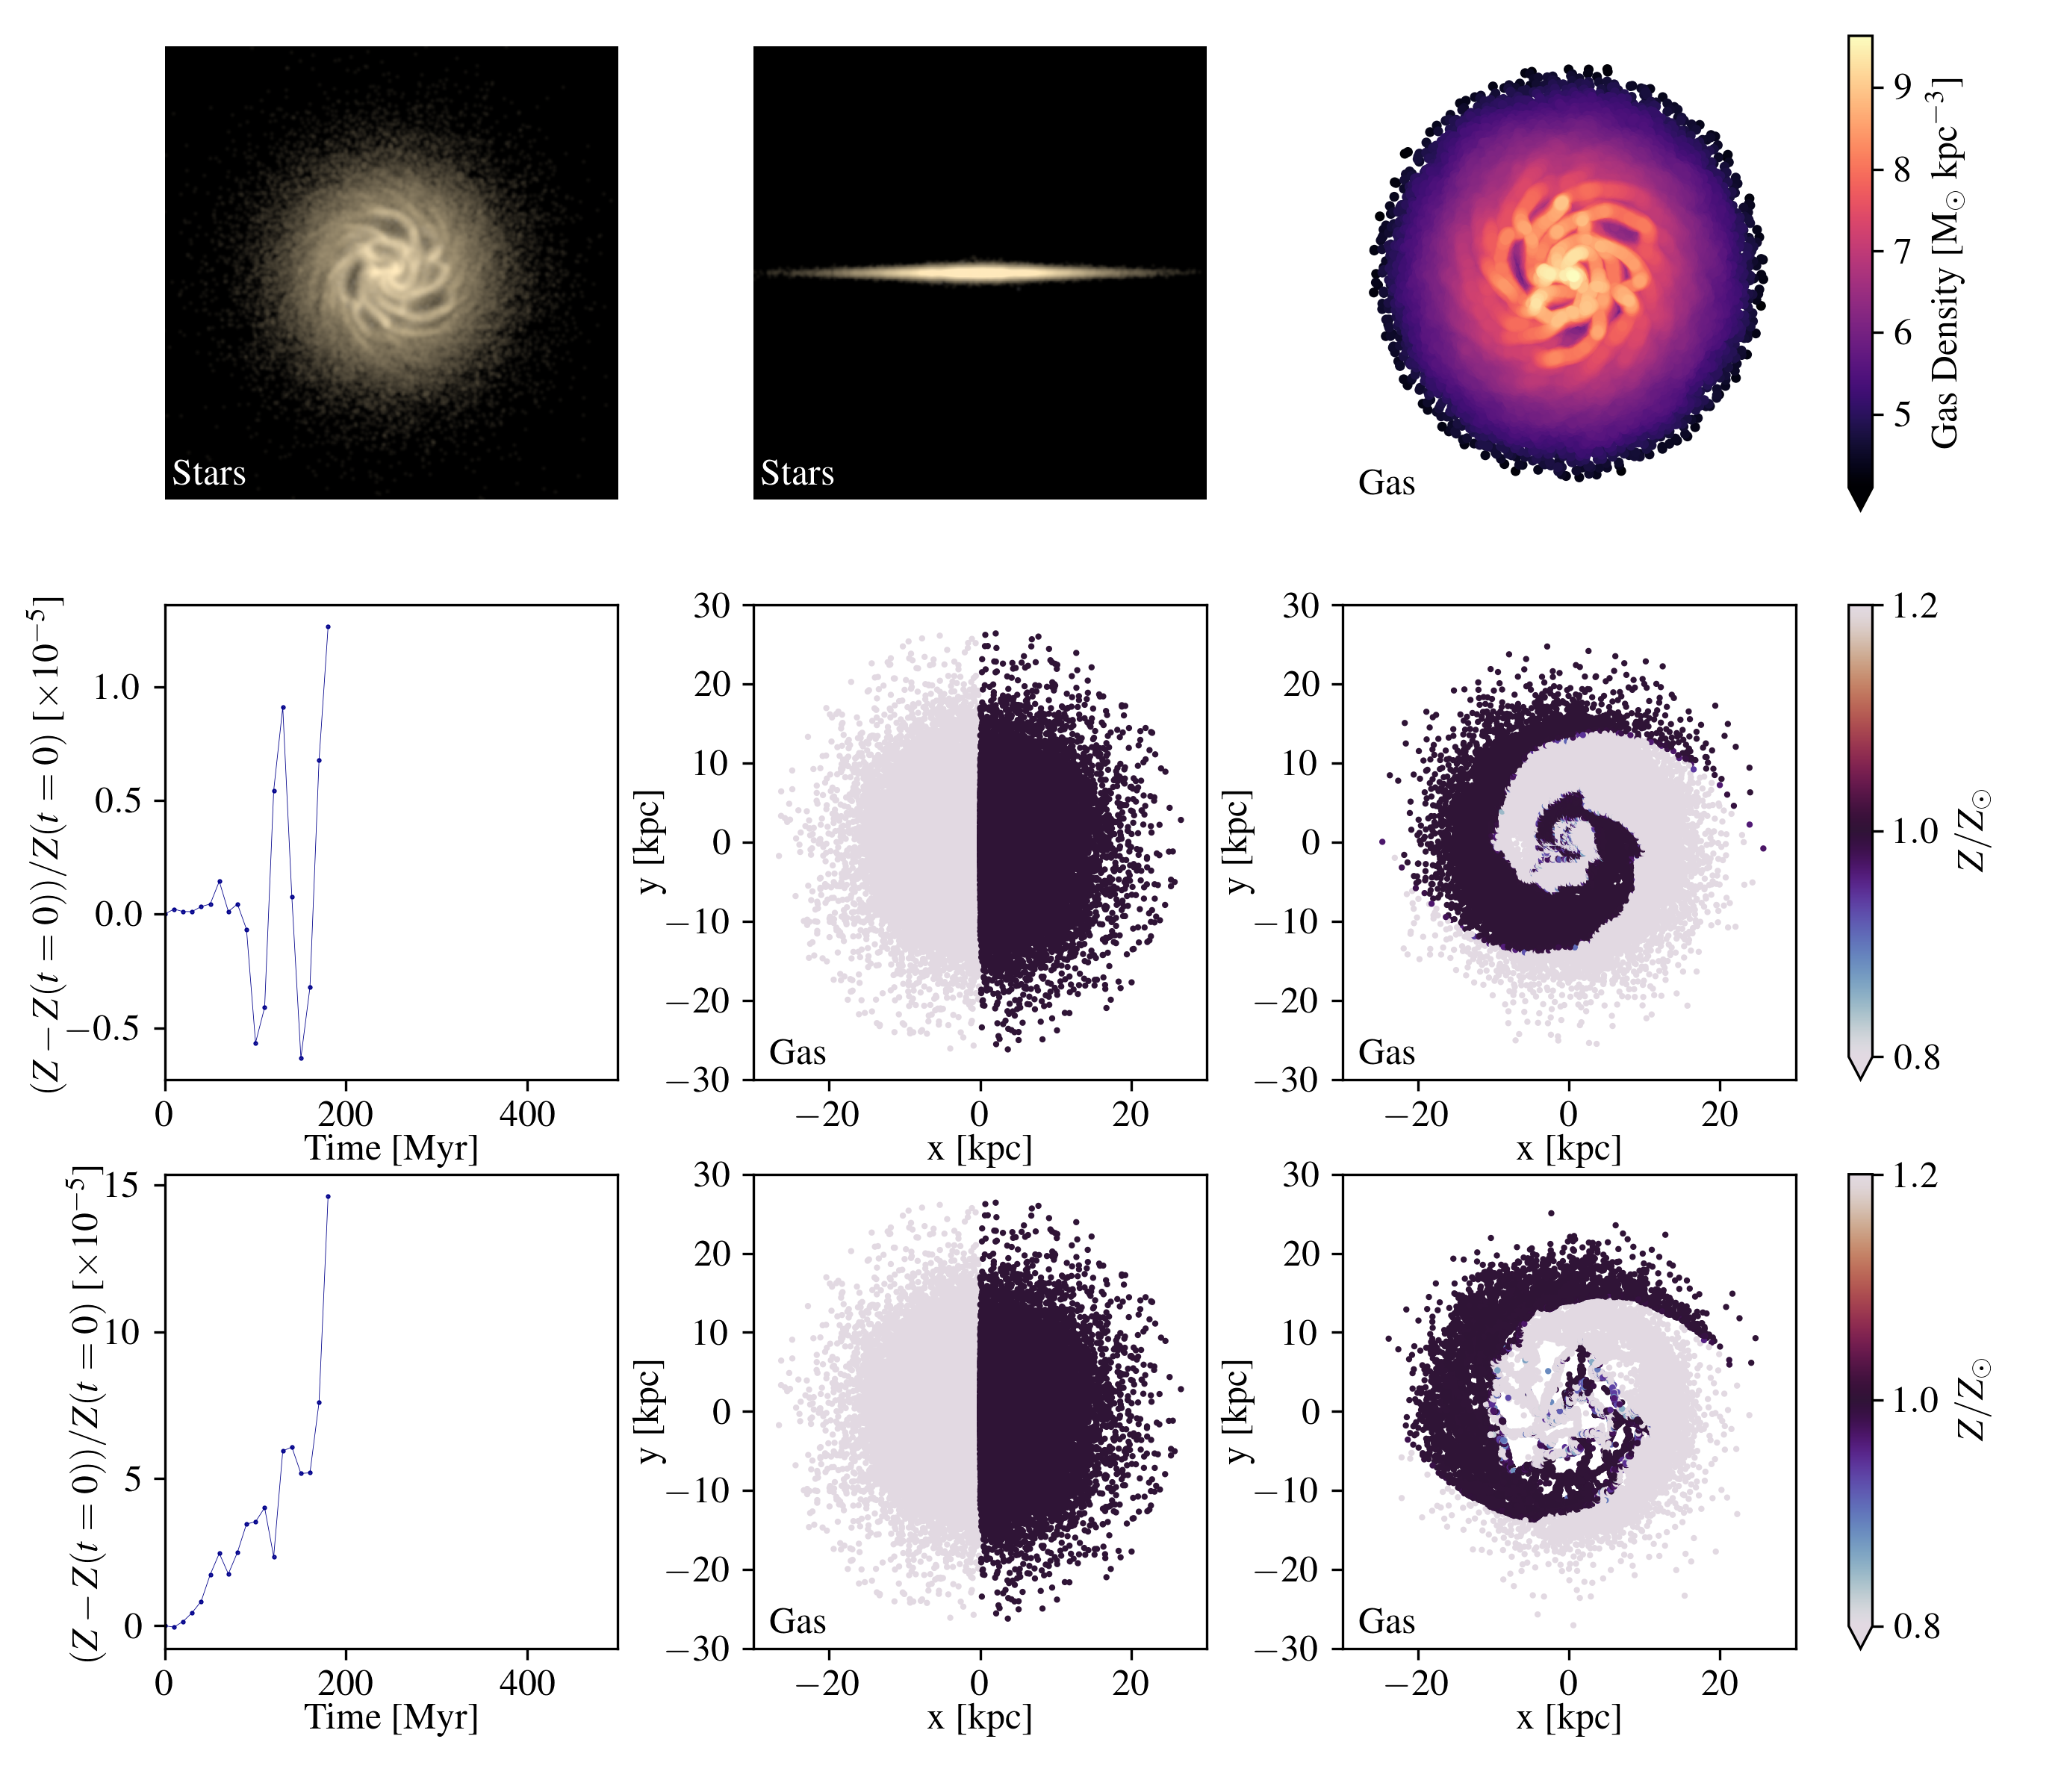 Stars
Stars
Gas
9
8
7
6
5
Gas Density [M⊙ kpc⁻³]
(Z − Z(t = 0))/Z(t = 0) [×10⁻⁵]
1.0
0.5
0.0
−0.5
0 200 400
Time [Myr]
y [kpc]
30
20
10
0
−10
−20
−30
Gas
−20 0 20
x [kpc]
y [kpc]
30
20
10
0
−10
−20
−30
Gas
−20 0 20
x [kpc]
1.2
1.0
0.8
Z/Z⊙
(Z − Z(t = 0))/Z(t = 0) [×10⁻⁵]
15
10
5
0
0 200 400
Time [Myr]
y [kpc]
30
20
10
0
−10
−20
−30
Gas
−20 0 20
x [kpc]
y [kpc]
30
20
10
0
−10
−20
−30
Gas
−20 0 20
x [kpc]
1.2
1.0
0.8
Z/Z⊙